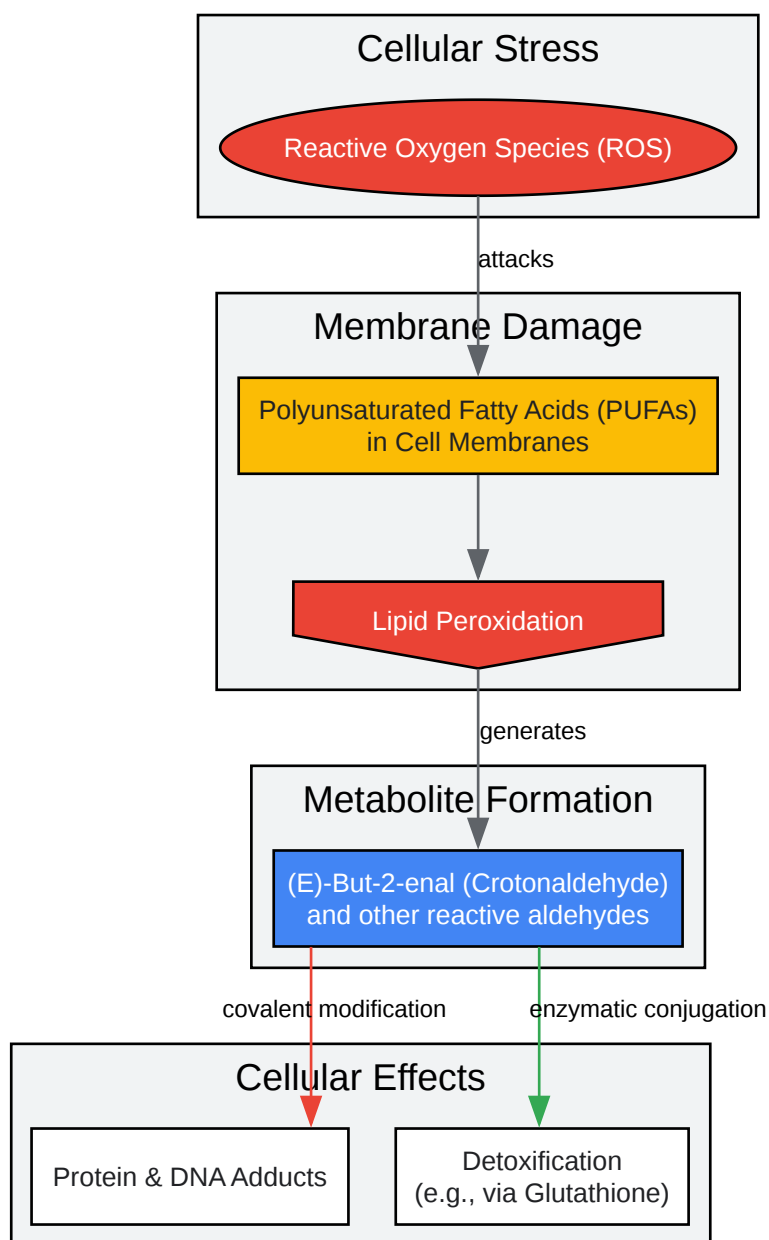 Cellular Stress
Reactive Oxygen Species (ROS)
attacks
Membrane Damage
Polyunsaturated Fatty Acids (PUFAs)
in Cell Membranes
Lipid Peroxidation
generates
Metabolite Formation
(E)-But-2-enal (Crotonaldehyde)
and other reactive aldehydes
covalent modification
enzymatic conjugation
Cellular Effects
Protein & DNA Adducts
Detoxification
(e.g., via Glutathione)